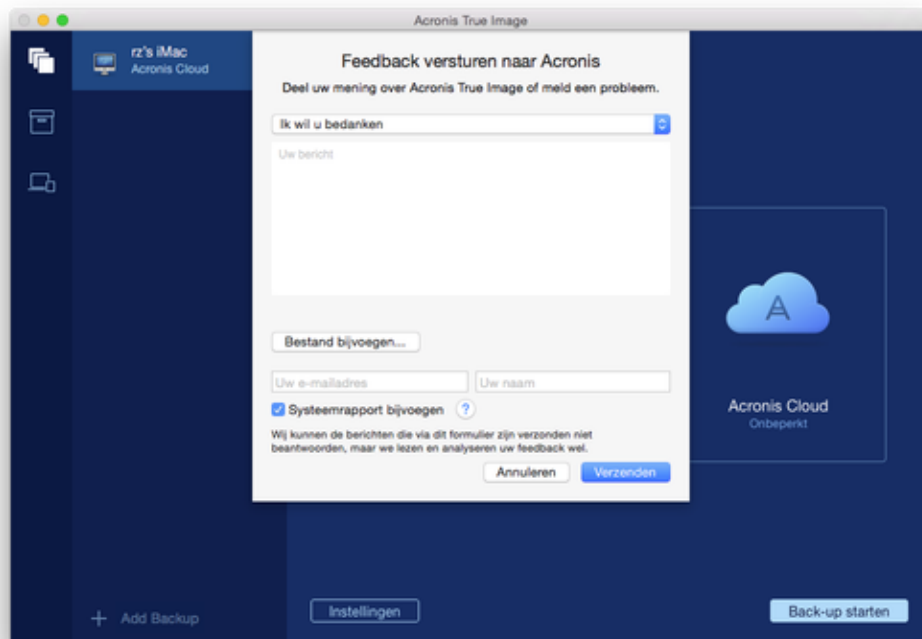 Acronis True Image
rz's iMac
Acronis Cloud
Feedback versturen naar Acronis
Deel uw mening over Acronis True Image of meld een probleem.
Ik wil u bedanken
Uw bericht
Bestand bijvoegen...
Uw e-mailadres
Uw naam
Systeemrapport bijvoegen ?
Wij kunnen de berichten die via dit formulier zijn verzonden niet
beantwoorden, maar we lezen en analyseren uw feedback wel.
Annuleren
Verzenden
Acronis Cloud
Onbeperkt
+ Add Backup
Instellingen
Back-up starten